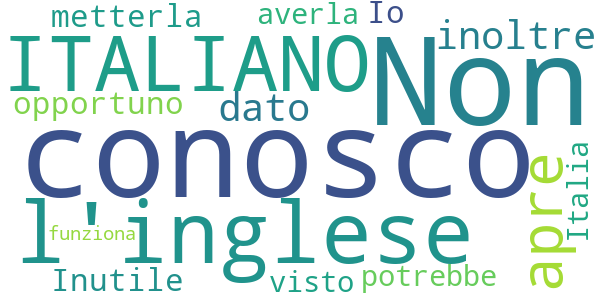 metterla averla Io
ITALIANO Non inoltre
opportuno dato
conosco apre Italia
l'inglese
funziona
Inutile visto potrebbe